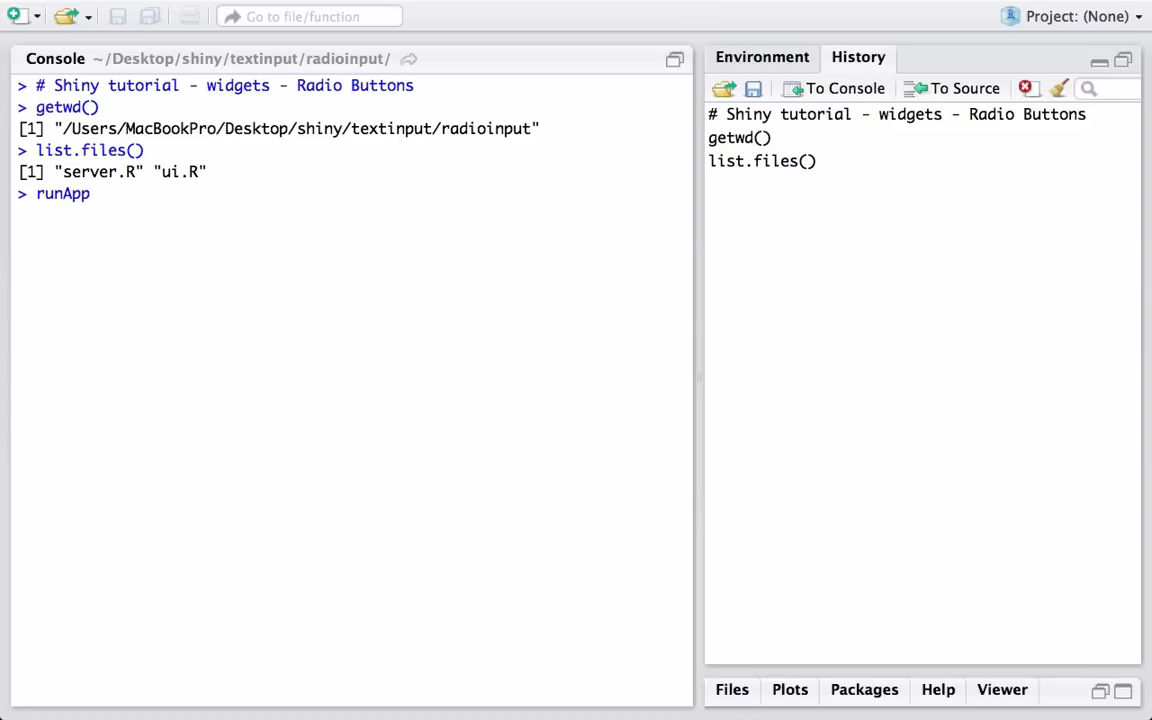 Go to file/function
Project: (None)
Console ~/Desktop/shiny/textinput/radioinput/
> # Shiny tutorial - widgets - Radio Buttons
> getwd()
[1] "/Users/MacBookPro/Desktop/shiny/textinput/radioinput"
> list.files()
[1] "server.R" "ui.R"
> runApp
Environment History
To Console To Source
# Shiny tutorial - widgets - Radio Buttons
getwd()
list.files()
Files Plots Packages Help Viewer